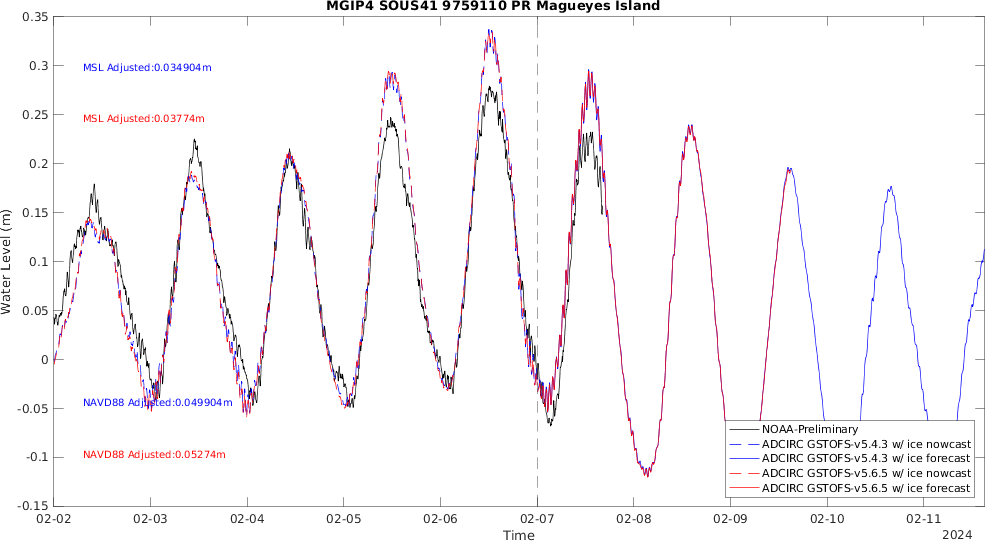 MGIP4 SOUS41 9759110 PR Magueyes Island
0.35
0.3
0.25
0.2
0.15
0.1
0.05
0
-0.05
-0.1
-0.15
Water Level (m)
MSL Adjusted:0.034904m
MSL Adjusted:0.03774m
NAVD88 Adjusted:0.049904m
NAVD88 Adjusted:0.05274m
NOAA-Preliminary
ADCIRC GSTOFS-v5.4.3 w/ ice nowcast
ADCIRC GSTOFS-v5.4.3 w/ ice forecast
ADCIRC GSTOFS-v5.6.5 w/ ice nowcast
ADCIRC GSTOFS-v5.6.5 w/ ice forecast
02-02 02-03 02-04 02-05 02-06 02-07 02-08 02-09 02-10 02-11
Time
2024